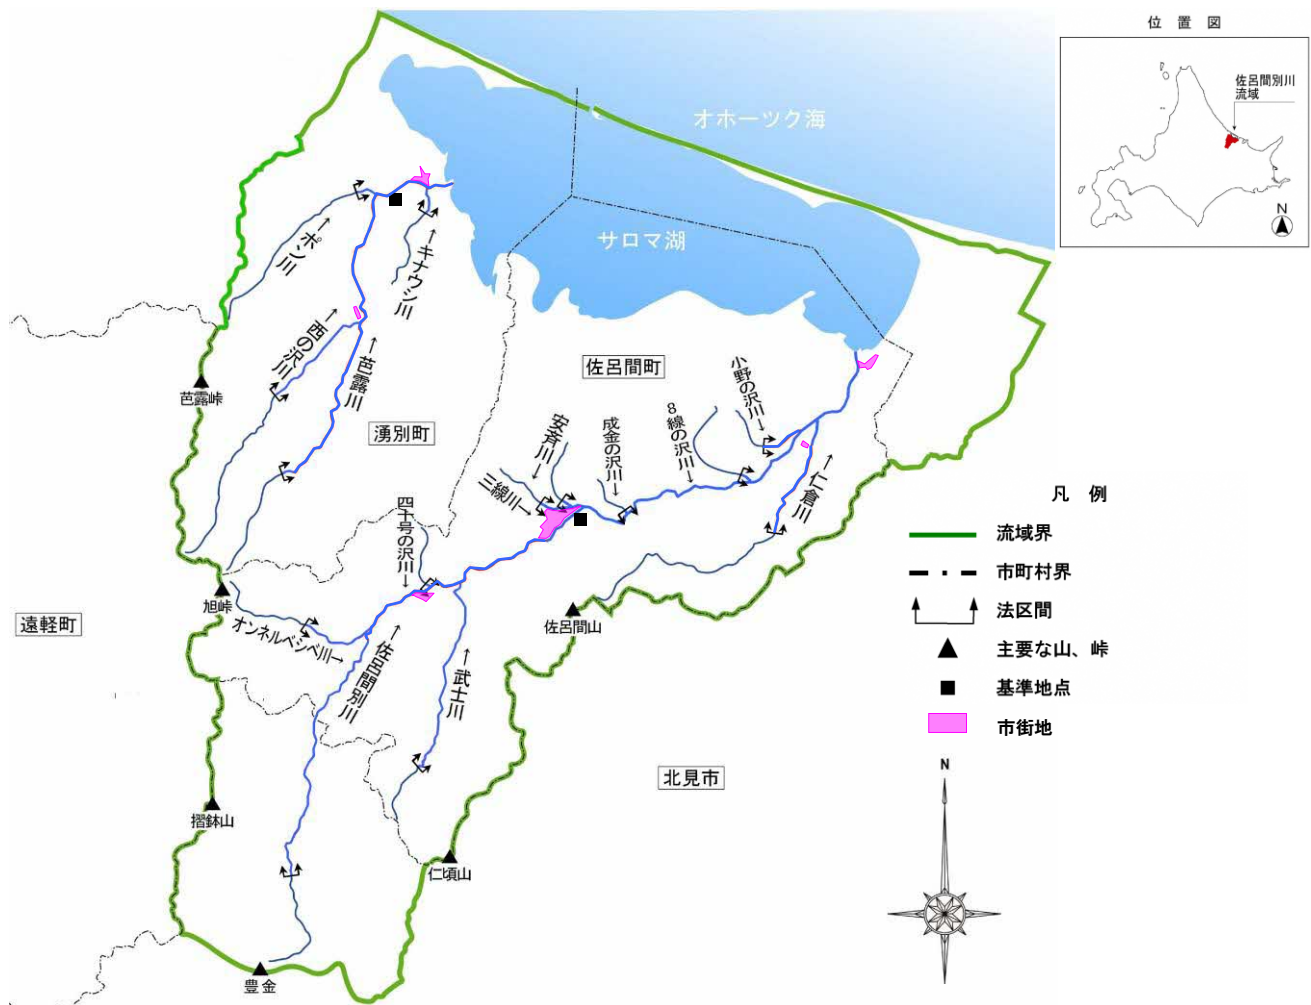 位 置 図
佐呂間別川
流域
N
オホーツク海
サロマ湖
→ポン川
→キナウシ川
→西の沢川
→芭露川
芭露峠
湧別町
佐呂間町
小野の沢川→
8線の沢川→
成金の沢川→
安斉川→
三線川→
→仁倉川
四十号の沢川→
旭峠
オンネルベシベ川→
→佐呂間別川
→武士川
佐呂間山
遠軽町
北見市
摺鉢山
仁頃山
豊金
凡 例
流域界
市町村界
法区間
主要な山、峠
基準地点
市街地
N